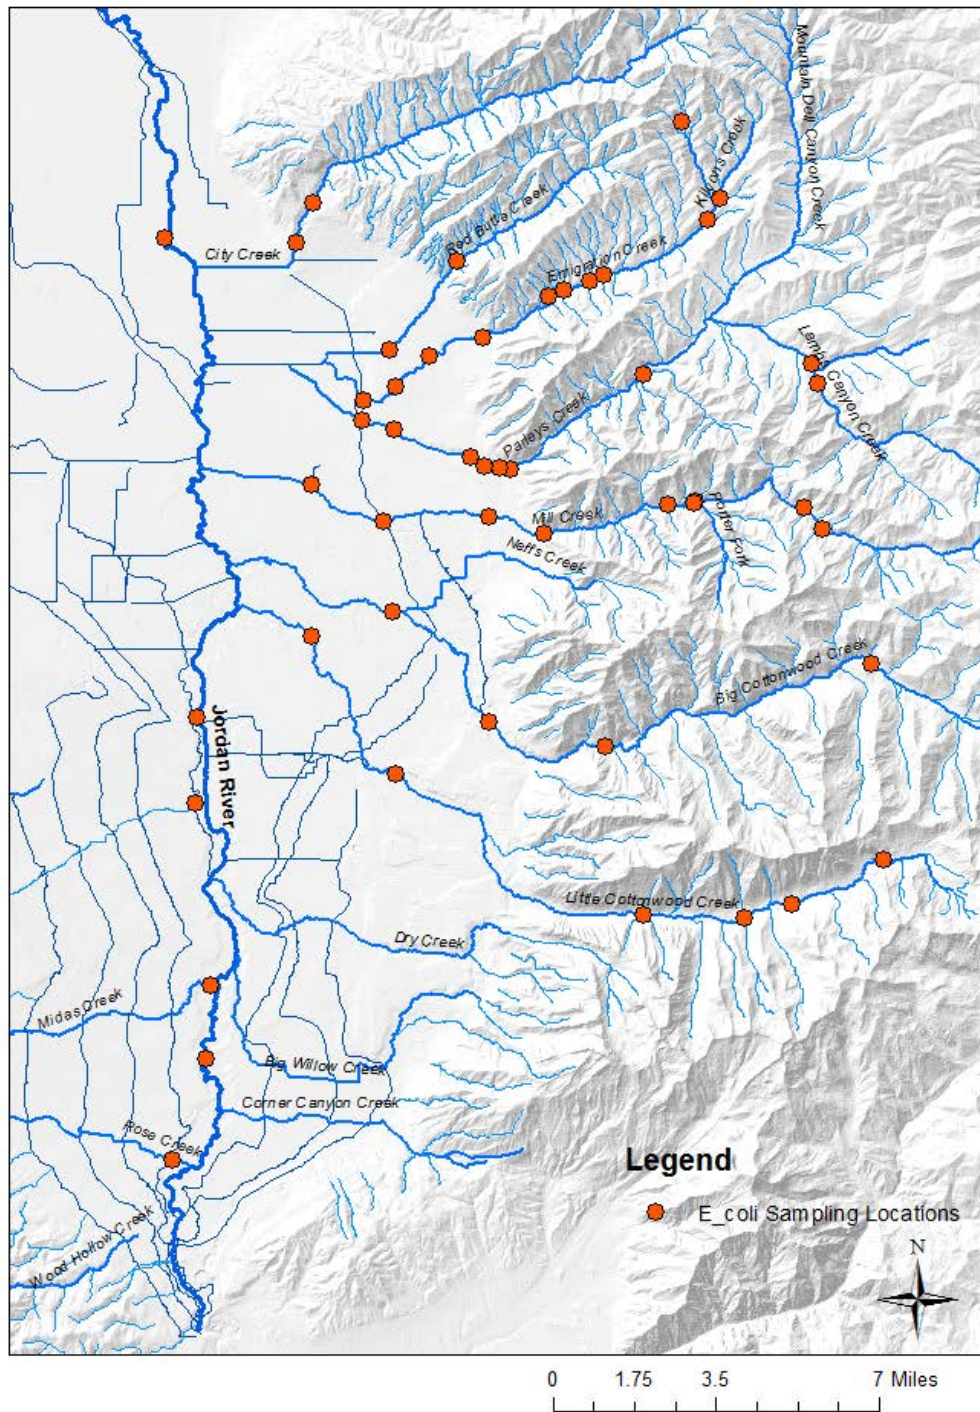 Mountain Dell Canyon Creek
Killyons Creek
Red Butte Creek
City Creek
Emigration Creek
Lambs Canyon Creek
Parleys Creek
Mill Creek
Porter Fork
Neffs Creek
Big Cottonwood Creek
Jordan River
Little Cottonwood Creek
Dry Creek
Midas Creek
Big Willow Creek
Corner Canyon Creek
Rose Creek
Legend
E_coli Sampling Locations
Wood Hollow Creek
N
0 1.75 3.5 7 Miles